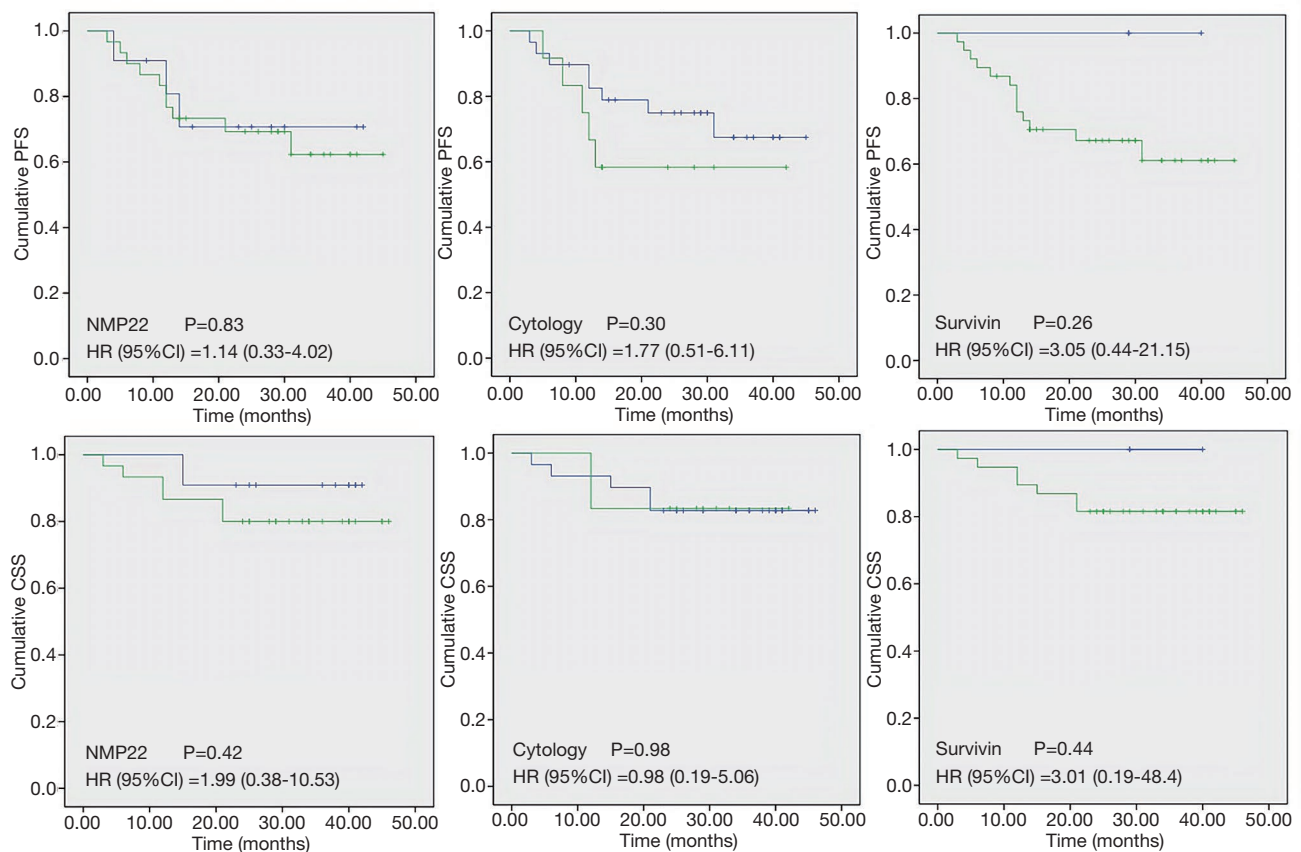 Cumulative PFS
1.0
0.8
0.6
0.4
0.2
0.0
NMP22 P=0.83
HR (95%CI) =1.14 (0.33-4.02)
0.00 10.00 20.00 30.00 40.00 50.00
Time (months)
Cumulative PFS
1.0
0.8
0.6
0.4
0.2
0.0
Cytology P=0.30
HR (95%CI) =1.77 (0.51-6.11)
0.00 10.00 20.00 30.00 40.00 50.00
Time (months)
Cumulative PFS
1.0
0.8
0.6
0.4
0.2
0.0
Survivin P=0.26
HR (95%CI) =3.05 (0.44-21.15)
0.00 10.00 20.00 30.00 40.00 50.00
Time (months)
Cumulative CSS
1.0
0.8
0.6
0.4
0.2
0.0
NMP22 P=0.42
HR (95%CI) =1.99 (0.38-10.53)
0.00 10.00 20.00 30.00 40.00 50.00
Time (months)
Cumulative CSS
1.0
0.8
0.6
0.4
0.2
0.0
Cytology P=0.98
HR (95%CI) =0.98 (0.19-5.06)
0.00 10.00 20.00 30.00 40.00 50.00
Time (months)
Cumulative CSS
1.0
0.8
0.6
0.4
0.2
0.0
Survivin P=0.44
HR (95%CI) =3.01 (0.19-48.4)
0.00 10.00 20.00 30.00 40.00 50.00
Time (months)